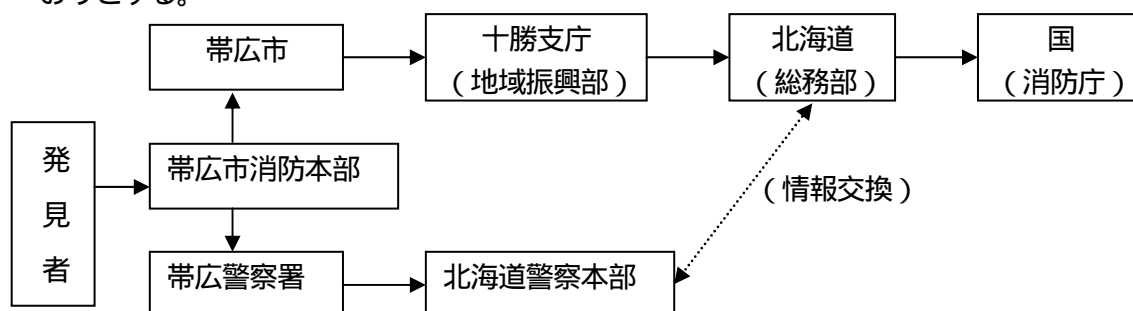 おりとする。
帯広市
十勝支庁
（地域振興部）
北海道
（総務部）
国
（消防庁）
発見者
帯広市消防本部
（情報交換）
帯広警察署
北海道警察本部